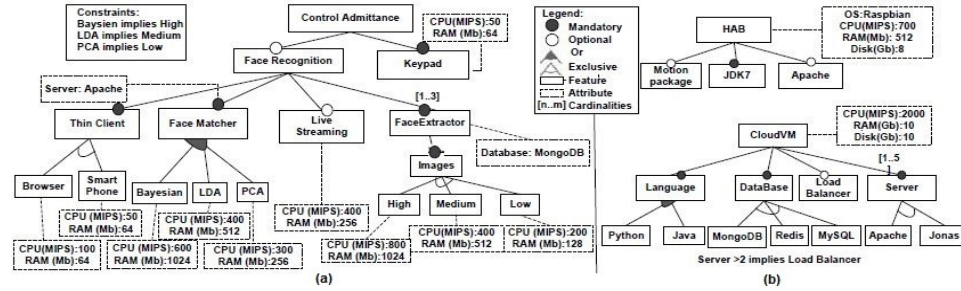 Constraints:
Baysien implies High
LDA implies Medium
PCA implies Low
Control Admittance
CPU(MIPS):50
RAM (Mb):64
Face Recognition
Keypad
Server: Apache
[1..3]
Thin Client
Face Matcher
Live
Streaming
FaceExtractor
Database: MongoDB
Images
Browser
Smart
Phone
Bayesian
LDA
PCA
High
Medium
Low
CPU (MIPS):50
RAM (Mb):64
CPU (MIPS):400
RAM (Mb):512
CPU (MIPS):400
RAM (Mb):256
CPU(MIPS):100
RAM (Mb):64
CPU (MIPS):600
RAM (Mb):1024
CPU (MIPS):300
RAM (Mb):256
CPU (MIPS):800
RAM (Mb):1024
CPU (MIPS):400
RAM (Mb):512
CPU (MIPS):200
RAM (Mb):128
(a)
Legend:
Mandatory
Optional
Or
Exclusive
Feature
Attribute
[n..m] Cardinalities
HAB
OS:Raspbian
CPU(MIPS):700
RAM(Mb): 512
Disk(Gb):8
Motion
package
JDK7
Apache
CloudVM
CPU(MIPS):2000
RAM(Gb):10
Disk(Gb):10
[1..5
]
Language
DataBase
Load
Balancer
Server
Python
Java
MongoDB
Redis
MySQL
Apache
Jonas
Server >2 implies Load Balancer
(b)